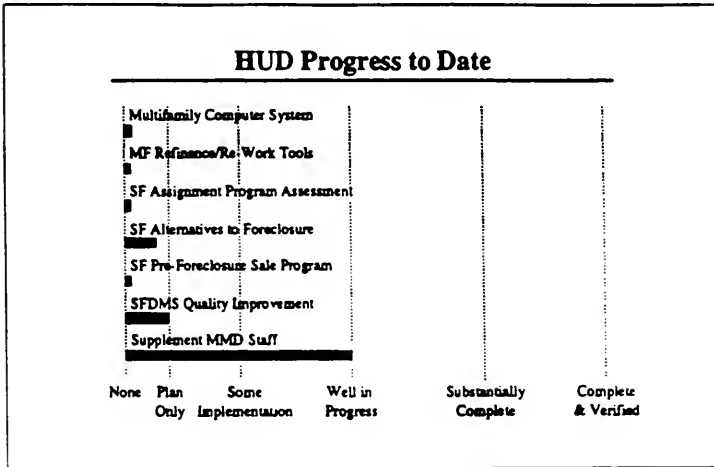 HUD Progress to Date
Multifamily Computer System
MF Refinance/Re-Work Tools
SF Assignment Program Assessment
SF Alternatives to Foreclosure
SF Pre-Foreclosure Sale Program
SFDMS Quality Improvement
Supplement MMD Staff
None Plan Some Well in Substantially Complete
Only Implementation Progress Complete & Verified